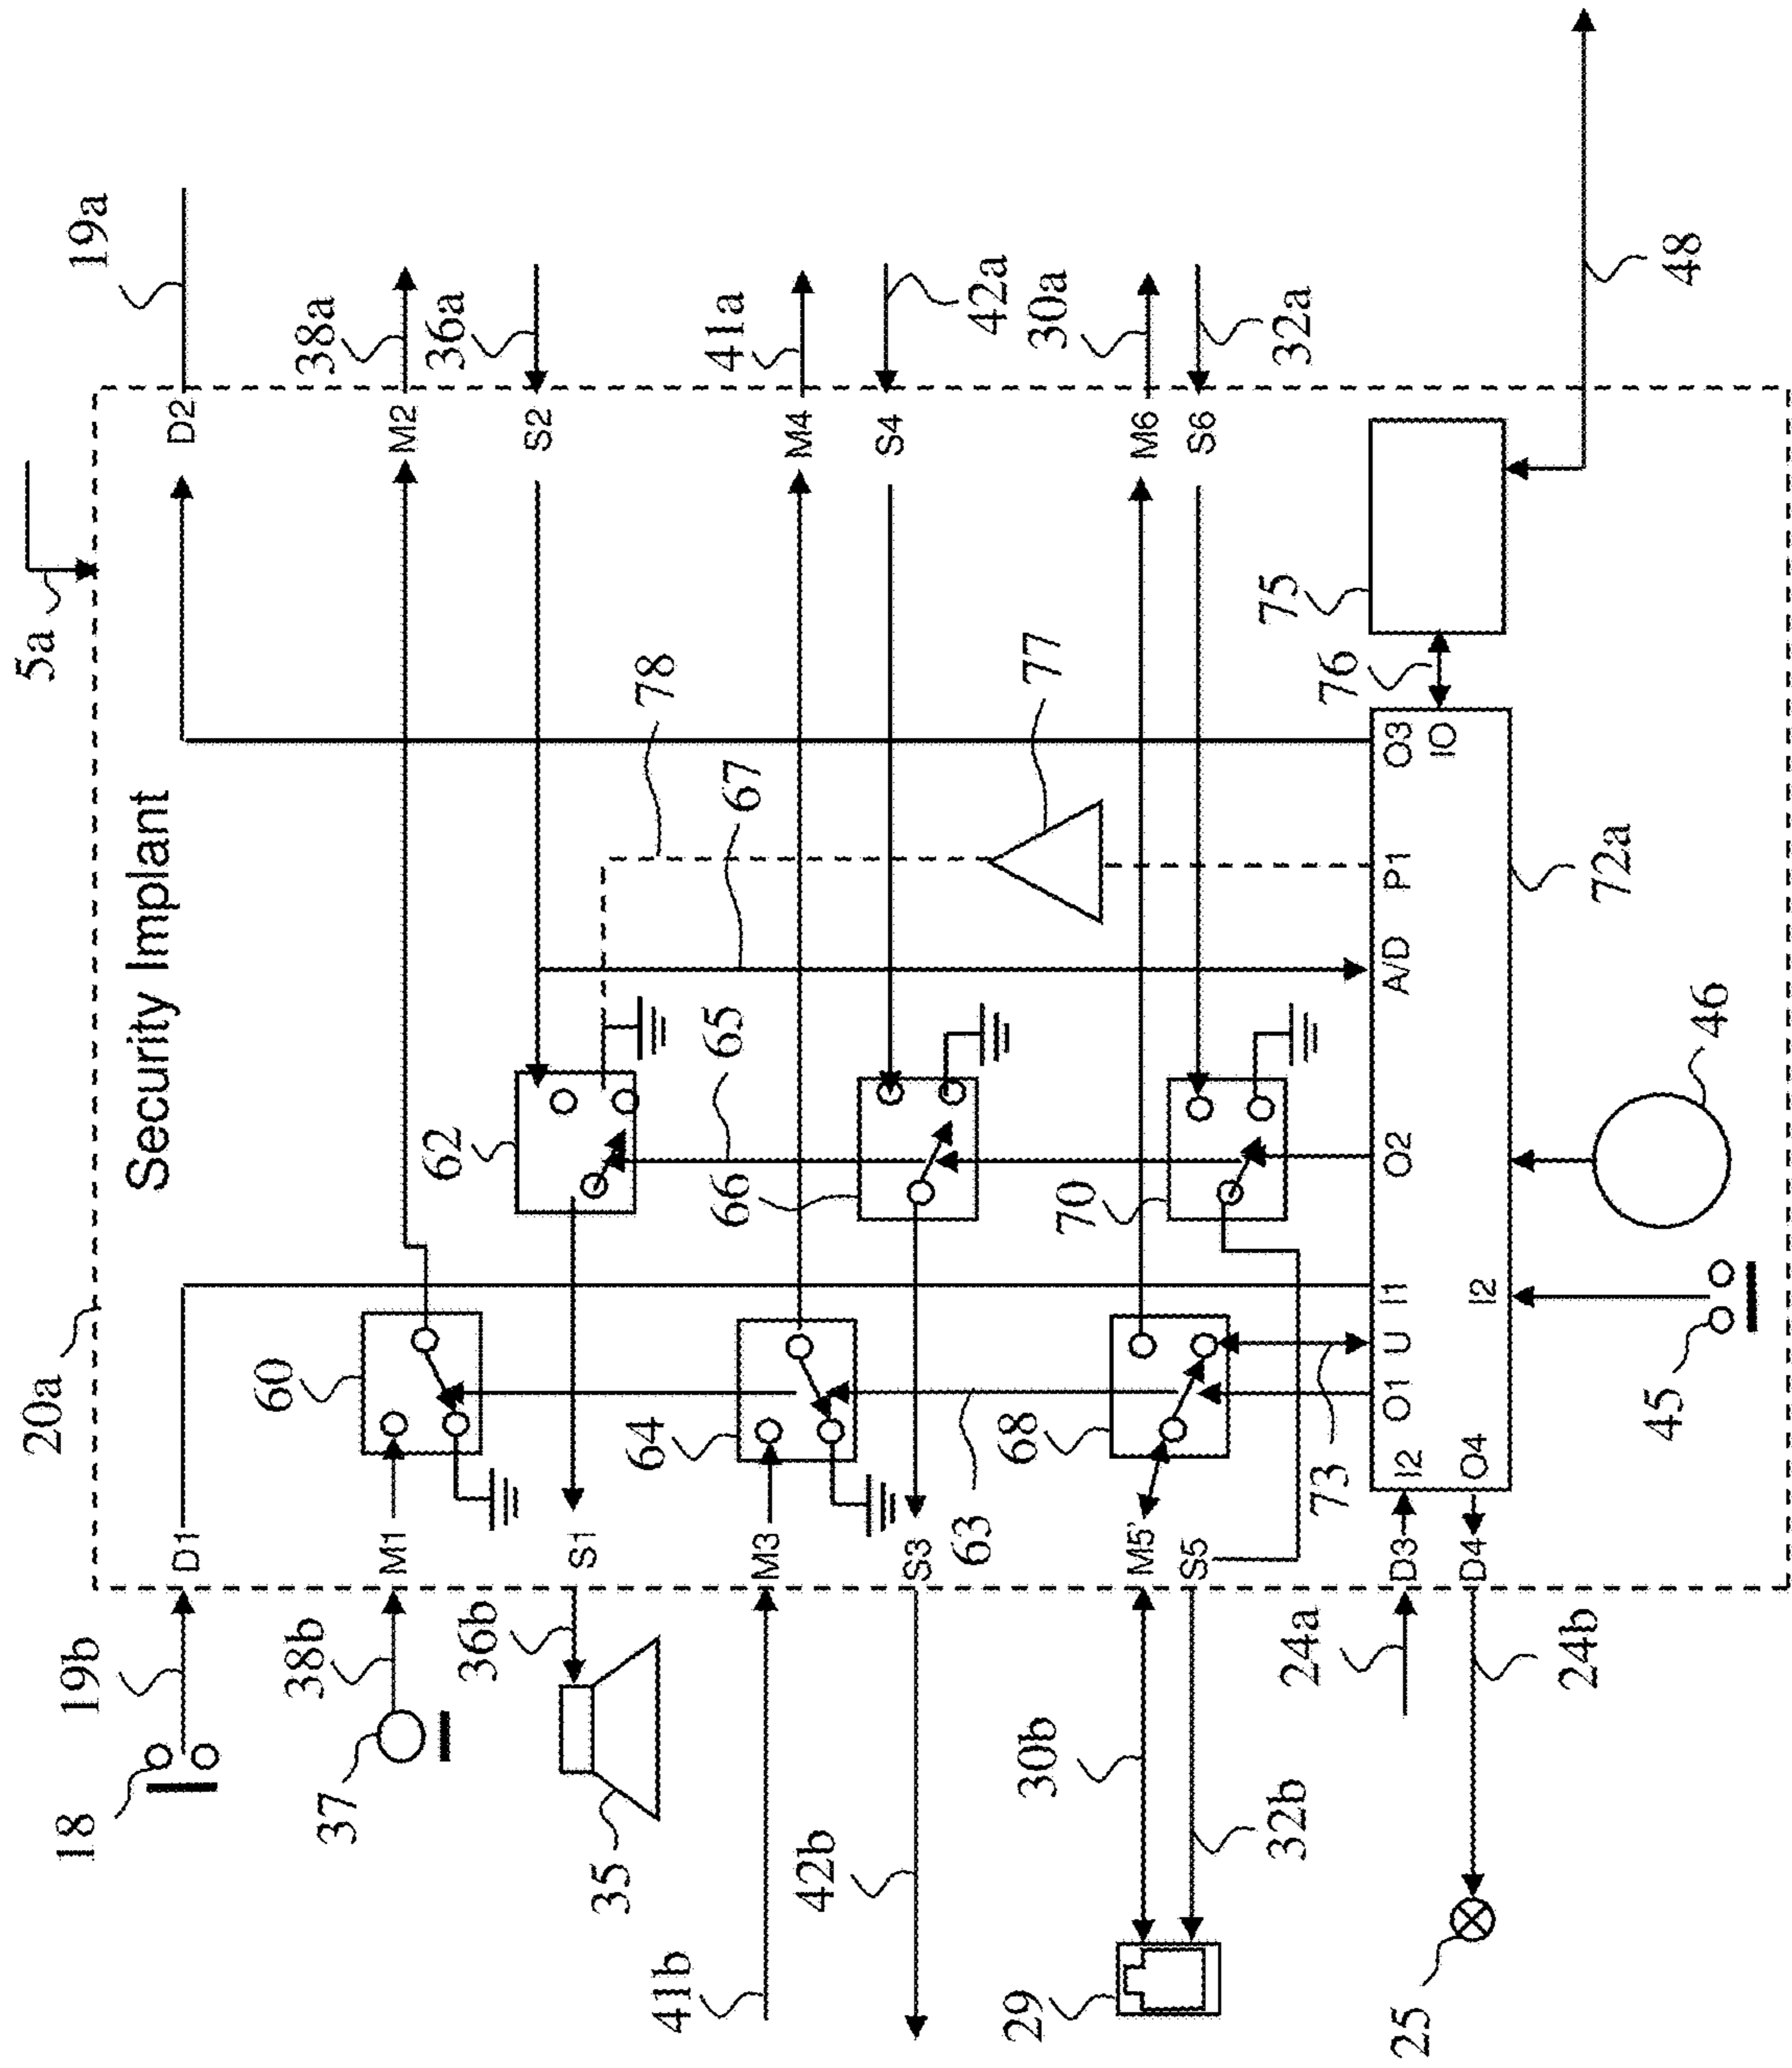 5a
20a
Security Implant
18
19b
D1
D2
19a
37
38b
M1
60
M2
38a
36b
S1
62
S2
36a
35
78
67
65
41b
M3
64
M4
41a
42b
S3
66
S4
42a
63
77
30b
M5'
68
70
M6
30a
29
32b
S5
S6
32a
73
76
75
24a
D3
I2
O1
U
I1
O2
A/D
P1
O3
25
24b
D4
O4
I2
IO
48
72a
45
46